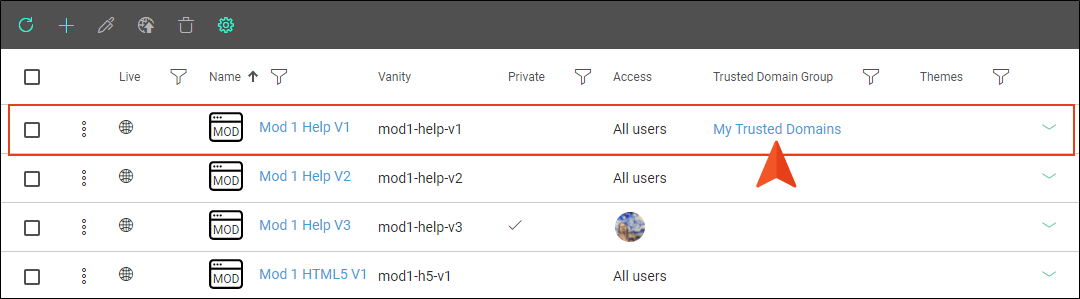 Live Name Vanity Private Access Trusted Domain Group Themes
MOD Mod 1 Help V1 mod1-help-v1 All users My Trusted Domains
MOD Mod 1 Help V2 mod1-help-v2 All users
MOD Mod 1 Help V3 mod1-help-v3
MOD Mod 1 HTML5 V1 mod1-h5-v1 All users